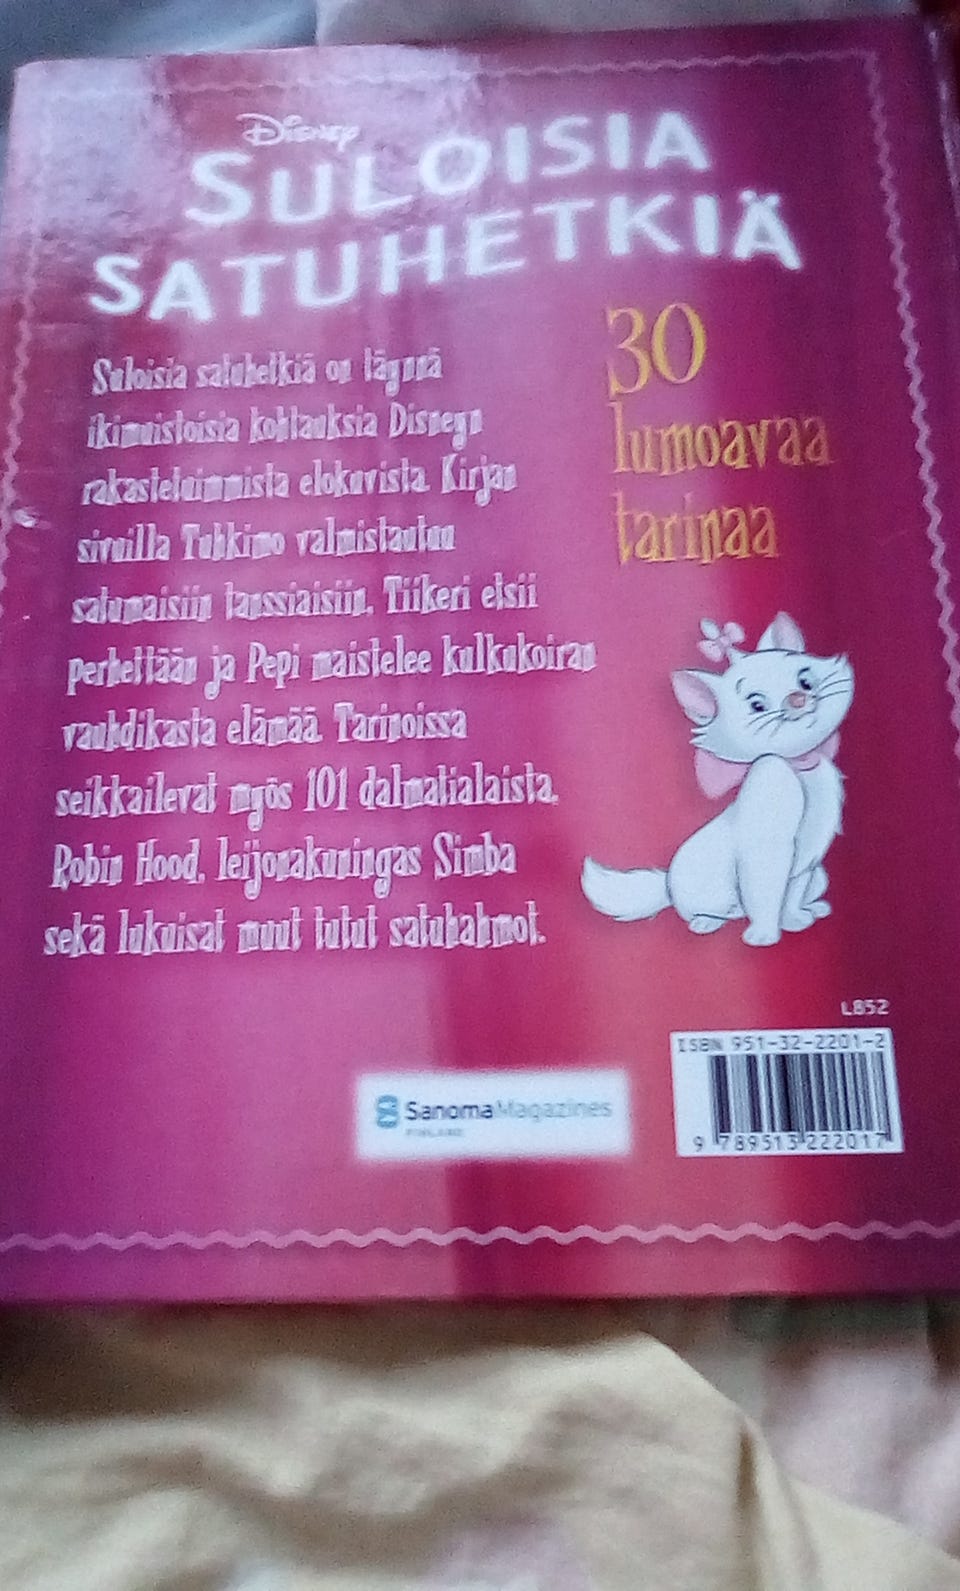 Disney
SULOISIA
SATUHETKIÄ
Suloisia satuhetkiä on täynnä
ikimuistoisia kohtauksia Disneyn
rakastetuimmista elokuvista. Kirjan
sivuilla Tuhkimo valmistautuu
satumaisiin tanssiaisiin, Tiikeri etsii
perhettään ja Pepi maistelee kulkukoiran
vauhdikasta elämää. Tarinoissa
seikkailevat myös 101 dalmatialaista,
Robin Hood, leijonakuningas Simba
sekä lukuisat muut tutut satuhahmot.
30
lumoavaa
tarinaa
L852
ISBN 951-32-2201-2
9 789513 222017
SanomaMagazines
FINLAND